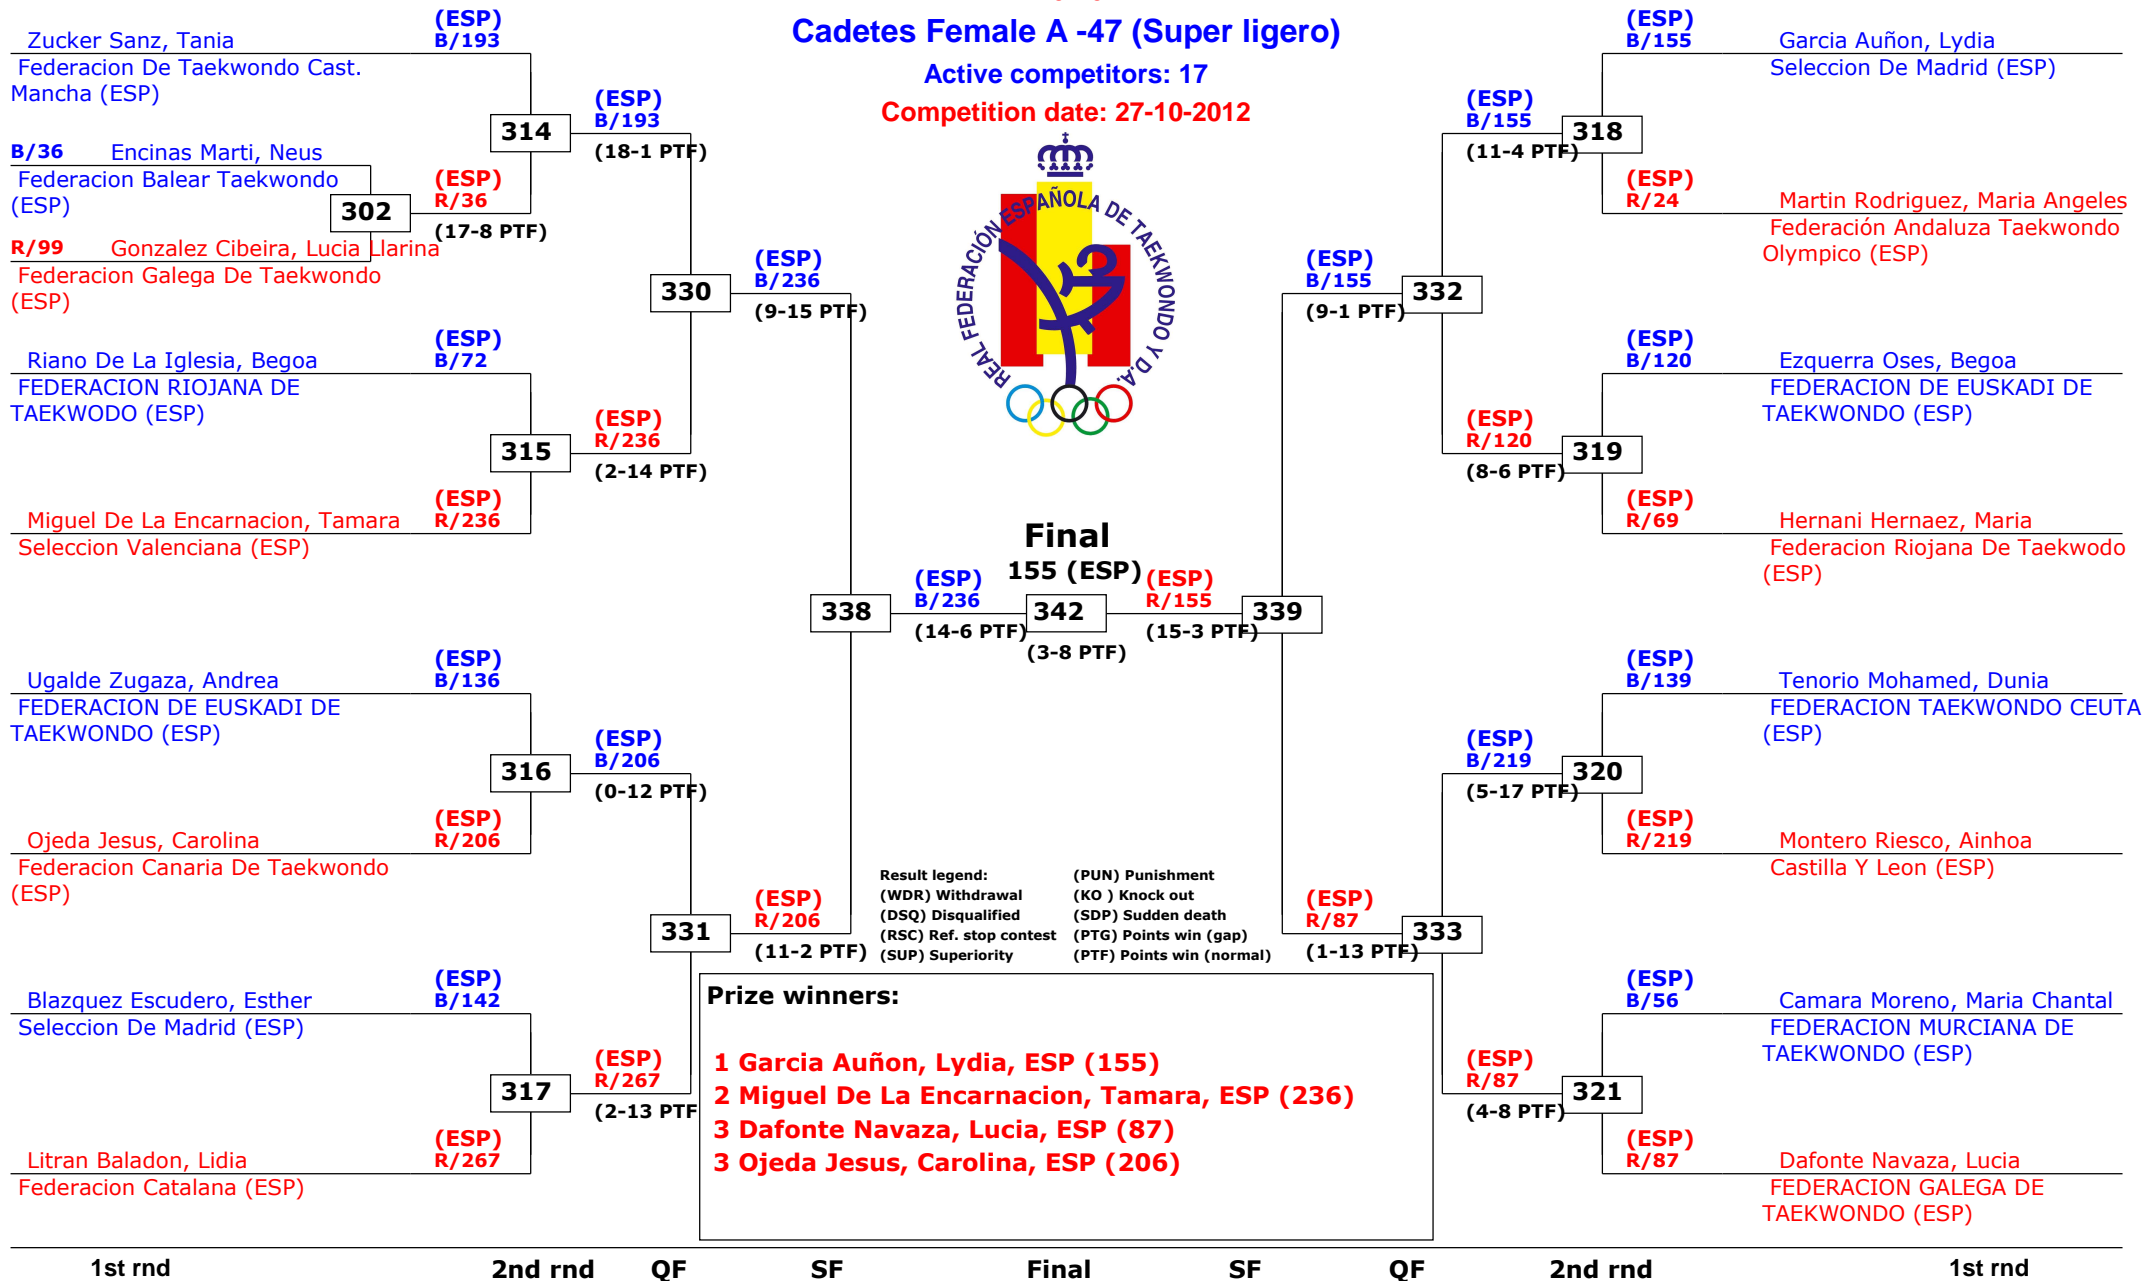 Cadetes Female A -47 (Super ligero)
Active competitors: 17
Competition date: 27-10-2012
REAL FEDERACIÓN ESPAÑOLA DE TAEKWONDO Y D.A.
(ESP)
Zucker Sanz, Tania B/193
Federacion De Taekwondo Cast.
Mancha (ESP)
314
(ESP)
B/193
(18-1 PTF)
B/36 Encinas Marti, Neus
Federacion Balear Taekwondo
(ESP)
302
(ESP)
R/36
(17-8 PTF)
R/99 Gonzalez Cibeira, Lucia Llarina
Federacion Galega De Taekwondo
(ESP)
330
(ESP)
B/236
(9-15 PTF)
(ESP)
Riano De La Iglesia, Begoa B/72
FEDERACION RIOJANA DE
TAEKWODO (ESP)
315
(ESP)
R/236
(2-14 PTF)
(ESP)
Miguel De La Encarnacion, Tamara R/236
Seleccion Valenciana (ESP)
338
(ESP)
B/236
(14-6 PTF)
(ESP)
Ugalde Zugaza, Andrea B/136
FEDERACION DE EUSKADI DE
TAEKWONDO (ESP)
316
(ESP)
B/206
(0-12 PTF)
(ESP)
Ojeda Jesus, Carolina R/206
Federacion Canaria De Taekwondo
(ESP)
331
(ESP)
R/206
(11-2 PTF)
(ESP)
Blazquez Escudero, Esther B/142
Seleccion De Madrid (ESP)
317
(ESP)
R/267
(2-13 PTF
(ESP)
Litran Baladon, Lidia R/267
Federacion Catalana (ESP)
Final
155 (ESP)
342
(3-8 PTF)
(ESP)
B/155 Garcia Auñon, Lydia
Seleccion De Madrid (ESP)
(ESP)
B/155
318
(11-4 PTF)
(ESP)
R/24 Martin Rodriguez, Maria Angeles
Federación Andaluza Taekwondo
Olympico (ESP)
(ESP)
B/155
332
(9-1 PTF)
(ESP)
B/120 Ezquerra Oses, Begoa
FEDERACION DE EUSKADI DE
TAEKWONDO (ESP)
(ESP)
R/120
319
(8-6 PTF)
(ESP)
R/69 Hernani Hernaez, Maria
Federacion Riojana De Taekwodo
(ESP)
(ESP)
R/155
339
(15-3 PTF)
(ESP)
B/139 Tenorio Mohamed, Dunia
FEDERACION TAEKWONDO CEUTA
(ESP)
(ESP)
B/219
320
(5-17 PTF)
(ESP)
R/219 Montero Riesco, Ainhoa
Castilla Y Leon (ESP)
(ESP)
R/87
333
(1-13 PTF)
(ESP)
B/56 Camara Moreno, Maria Chantal
FEDERACION MURCIANA DE
TAEKWONDO (ESP)
(ESP)
R/87
321
(4-8 PTF)
(ESP)
R/87 Dafonte Navaza, Lucia
FEDERACION GALEGA DE
TAEKWONDO (ESP)
Result legend: (PUN) Punishment
(WDR) Withdrawal (KO ) Knock out
(DSQ) Disqualified (SDP) Sudden death
(RSC) Ref. stop contest (PTG) Points win (gap)
(SUP) Superiority (PTF) Points win (normal)
Prize winners:
1 Garcia Auñon, Lydia, ESP (155)
2 Miguel De La Encarnacion, Tamara, ESP (236)
3 Dafonte Navaza, Lucia, ESP (87)
3 Ojeda Jesus, Carolina, ESP (206)
1st rnd 2nd rnd QF SF Final SF QF 2nd rnd 1st rnd